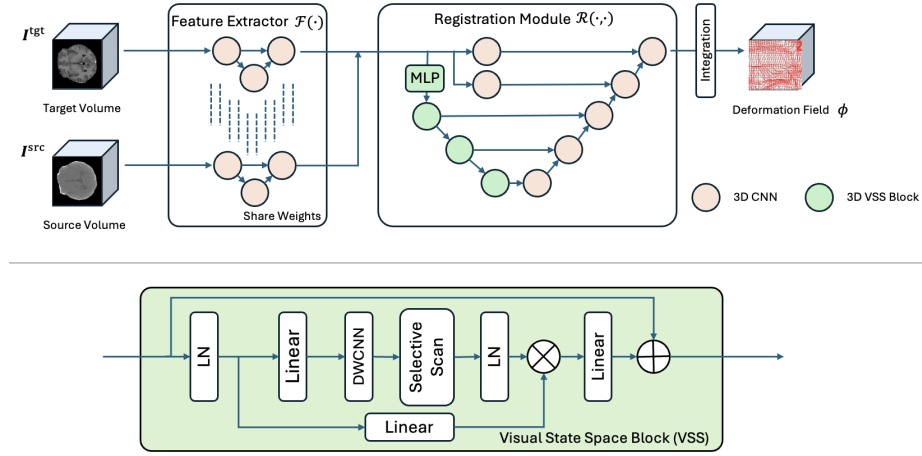 I^tgt
Target Volume
I^src
Source Volume
Feature Extractor 𝓕(·)
Share Weights
Registration Module 𝓡(·,·)
MLP
Integration
Deformation Field ϕ
3D CNN
3D VSS Block
LN
Linear
DWCNN
Selective
Scan
LN
Linear
Linear
Visual State Space Block (VSS)